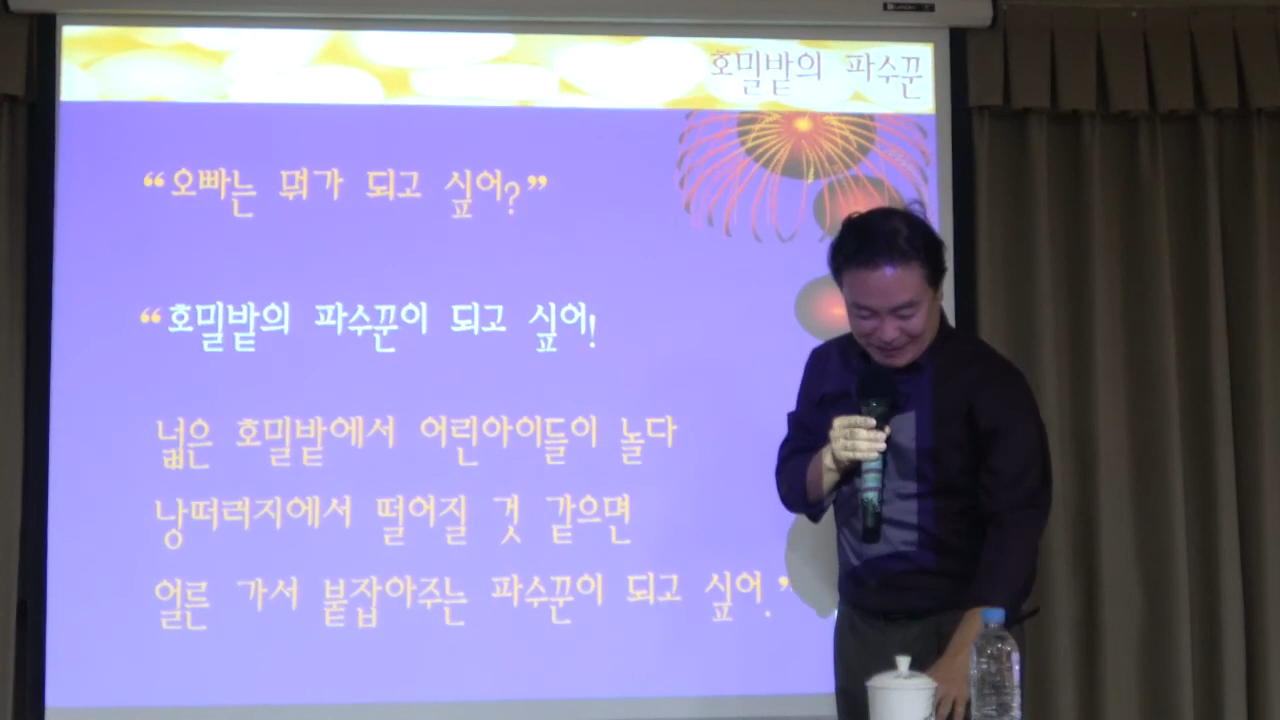 호밀밭의 파수꾼
“오빠는 뭐가 되고 싶어?”
“호밀밭의 파수꾼이 되고 싶어!
넓은 호밀밭에서 어린아이들이 놀다
낭떠러지에서 떨어질 것 같으면
얼른 가서 붙잡아주는 파수꾼이 되고 싶어.”